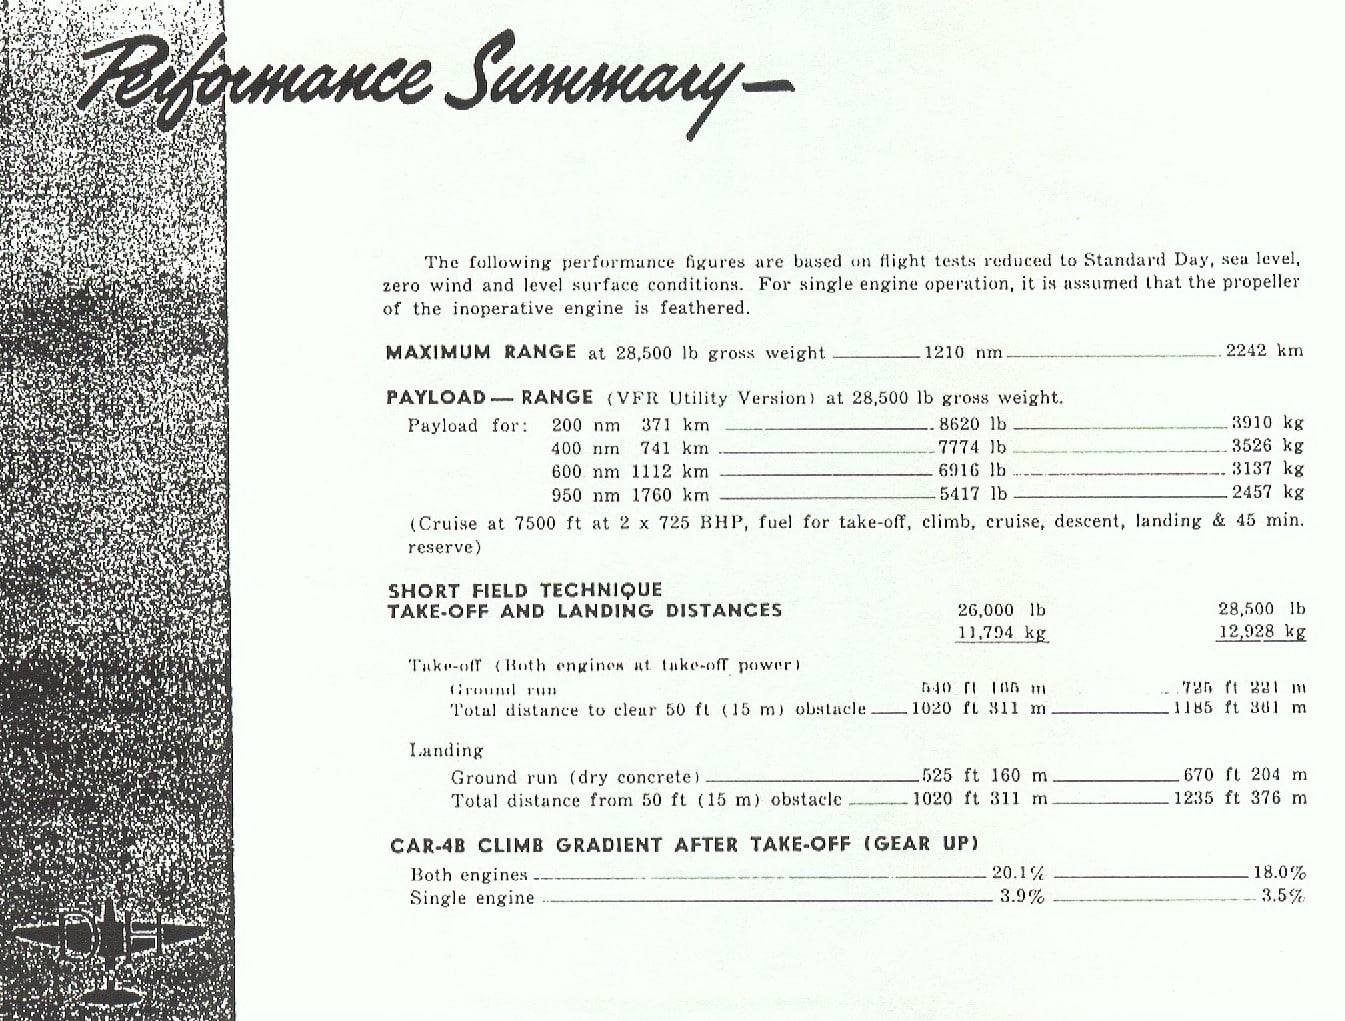 Performance Summary —
The following performance figures are based on flight tests reduced to Standard Day, sea level,
zero wind and level surface conditions. For single engine operation, it is assumed that the propeller
of the inoperative engine is feathered.
MAXIMUM RANGE at 28,500 lb gross weight 1210 nm 2242 km
PAYLOAD — RANGE (VFR Utility Version) at 28,500 lb gross weight.
Payload for: 200 nm 371 km 8620 lb 3910 kg
400 nm 741 km 7774 lb 3526 kg
600 nm 1112 km 6916 lb 3137 kg
950 nm 1760 km 5417 lb 2457 kg
(Cruise at 7500 ft at 2 x 725 BHP, fuel for take-off, climb, cruise, descent, landing & 45 min.
reserve)
SHORT FIELD TECHNIQUE
TAKE-OFF AND LANDING DISTANCES 26,000 lb 28,500 lb
11,794 kg 12,928 kg
Take-off (Both engines at take-off power)
Ground run 540 ft 165 m 725 ft 221 m
Total distance to clear 50 ft (15 m) obstacle 1020 ft 311 m 1185 ft 361 m
Landing
Ground run (dry concrete) 525 ft 160 m 670 ft 204 m
Total distance from 50 ft (15 m) obstacle 1020 ft 311 m 1235 ft 376 m
CAR-4B CLIMB GRADIENT AFTER TAKE-OFF (GEAR UP)
Both engines 20.1% 18.0%
Single engine 3.9% 3.5%
DH